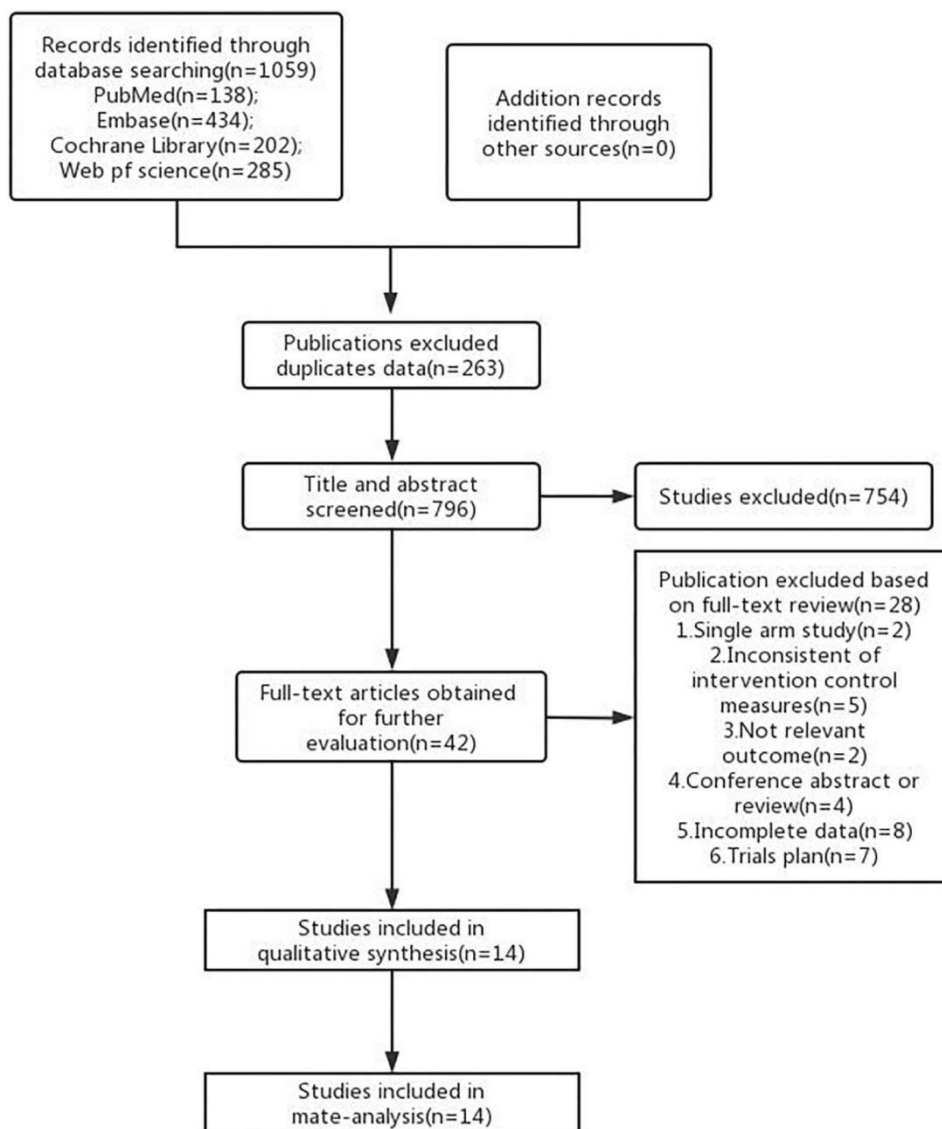 Records identified through
database searching(n=1059)
PubMed(n=138);
Embase(n=434);
Cochrane Library(n=202);
Web pf science(n=285)
Addition records
identified through
other sources(n=0)
Publications excluded
duplicates data(n=263)
Title and abstract
screened(n=796)
Studies excluded(n=754)
Publication excluded based
on full-text review(n=28)
1.Single arm study(n=2)
2.Inconsistent of
intervention control
measures(n=5)
3.Not relevant
outcome(n=2)
4.Conference abstract or
review(n=4)
5.Incomplete data(n=8)
6.Trials plan(n=7)
Full-text articles obtained
for further
evaluation(n=42)
Studies included in
qualitative synthesis(n=14)
Studies included in
mate-analysis(n=14)